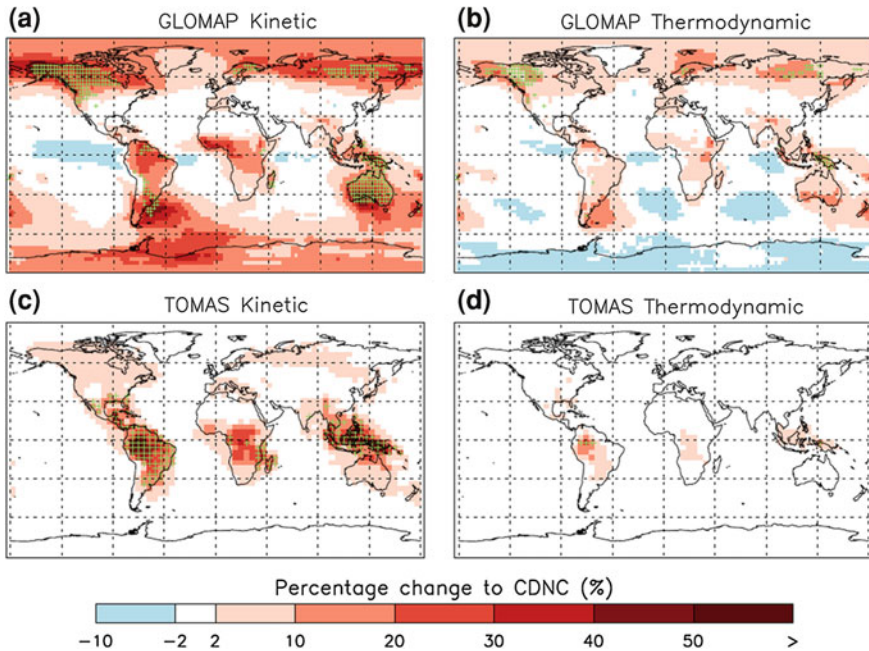 (a) GLOMAP Kinetic
(b) GLOMAP Thermodynamic
(c) TOMAS Kinetic
(d) TOMAS Thermodynamic
Percentage change to CDNC (%)
−10 −2 2 10 20 30 40 50 >